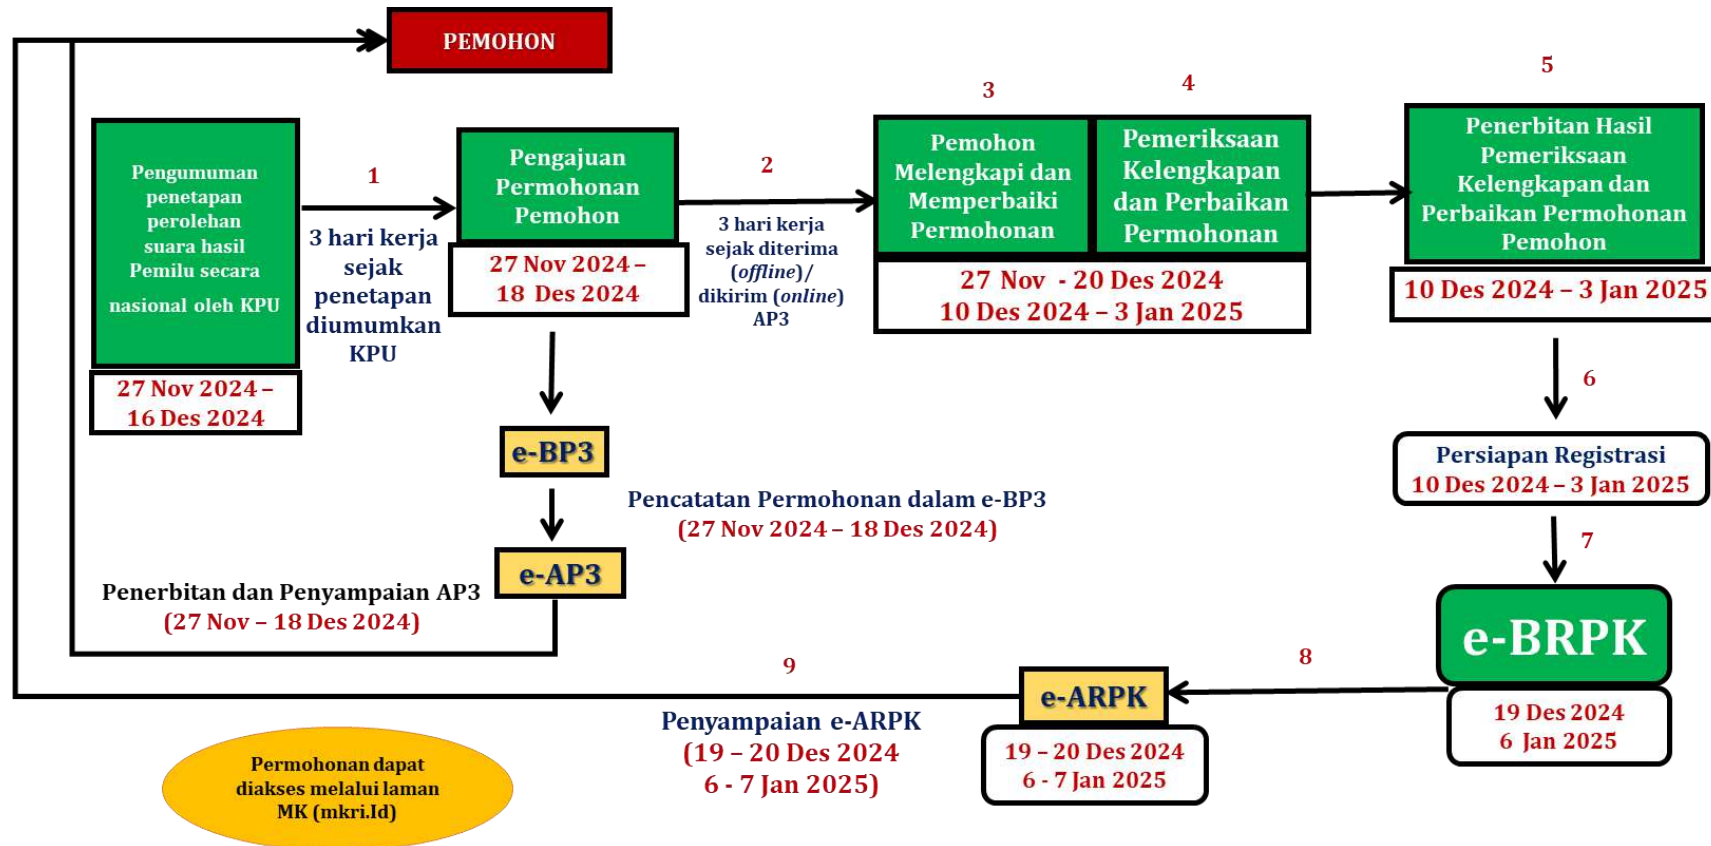 PEMOHON
Pengumuman
penetapan
perolehan
suara hasil
Pemilu secara
nasional oleh KPU
27 Nov 2024 –
16 Des 2024
1
3 hari kerja
sejak
penetapan
diumumkan
KPU
Pengajuan
Permohonan
Pemohon
27 Nov 2024 –
18 Des 2024
2
3 hari kerja
sejak diterima
(offline)/
dikirim (online)
AP3
3
Pemohon
Melengkapi dan
Memperbaiki
Permohonan
4
Pemeriksaan
Kelengkapan
dan Perbaikan
Permohonan
27 Nov - 20 Des 2024
10 Des 2024 – 3 Jan 2025
5
Penerbitan Hasil
Pemeriksaan
Kelengkapan dan
Perbaikan Permohonan
Pemohon
10 Des 2024 – 3 Jan 2025
6
Persiapan Registrasi
10 Des 2024 – 3 Jan 2025
7
e-BRPK
19 Des 2024
6 Jan 2025
8
e-ARPK
19 – 20 Des 2024
6 - 7 Jan 2025
9
Penyampaian e-ARPK
(19 – 20 Des 2024
6 - 7 Jan 2025)
e-BP3
Pencatatan Permohonan dalam e-BP3
(27 Nov 2024 – 18 Des 2024)
e-AP3
Penerbitan dan Penyampaian AP3
(27 Nov – 18 Des 2024)
Permohonan dapat
diakses melalui laman
MK (mkri.Id)